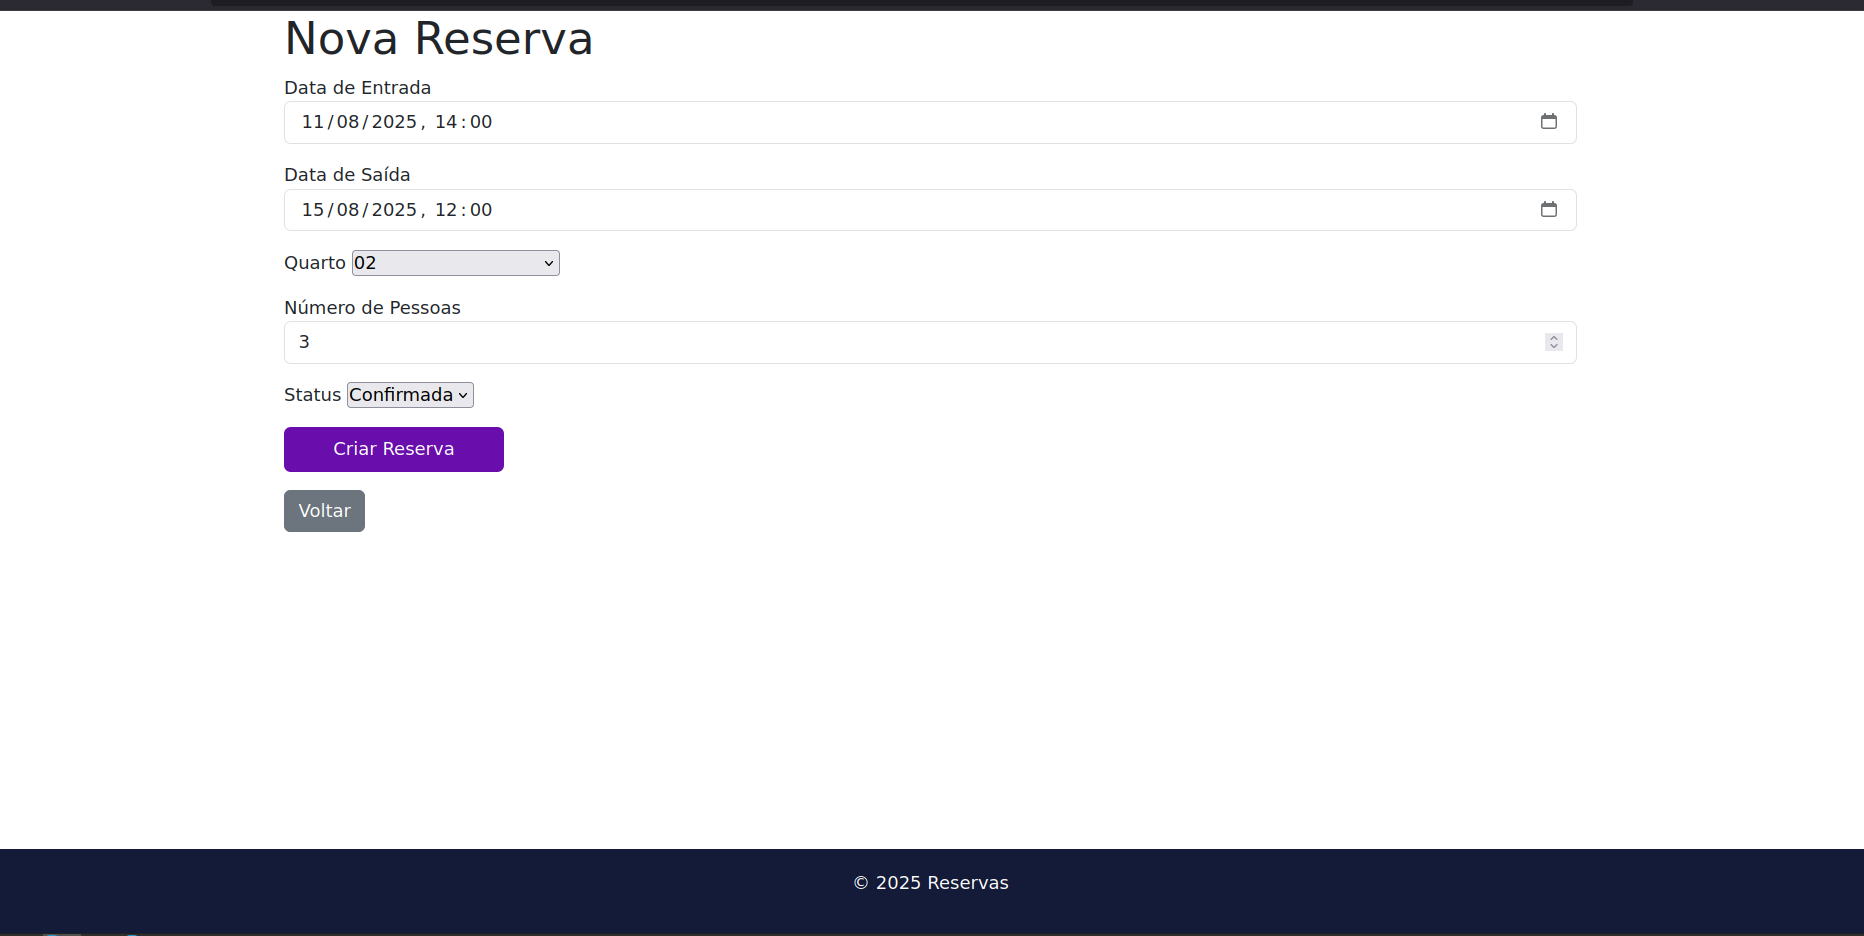 Nova Reserva
Data de Entrada
11/08/2025, 14:00
Data de Saída
15/08/2025, 12:00
Quarto 02
Número de Pessoas
3
Status Confirmada
Criar Reserva
Voltar
© 2025 Reservas